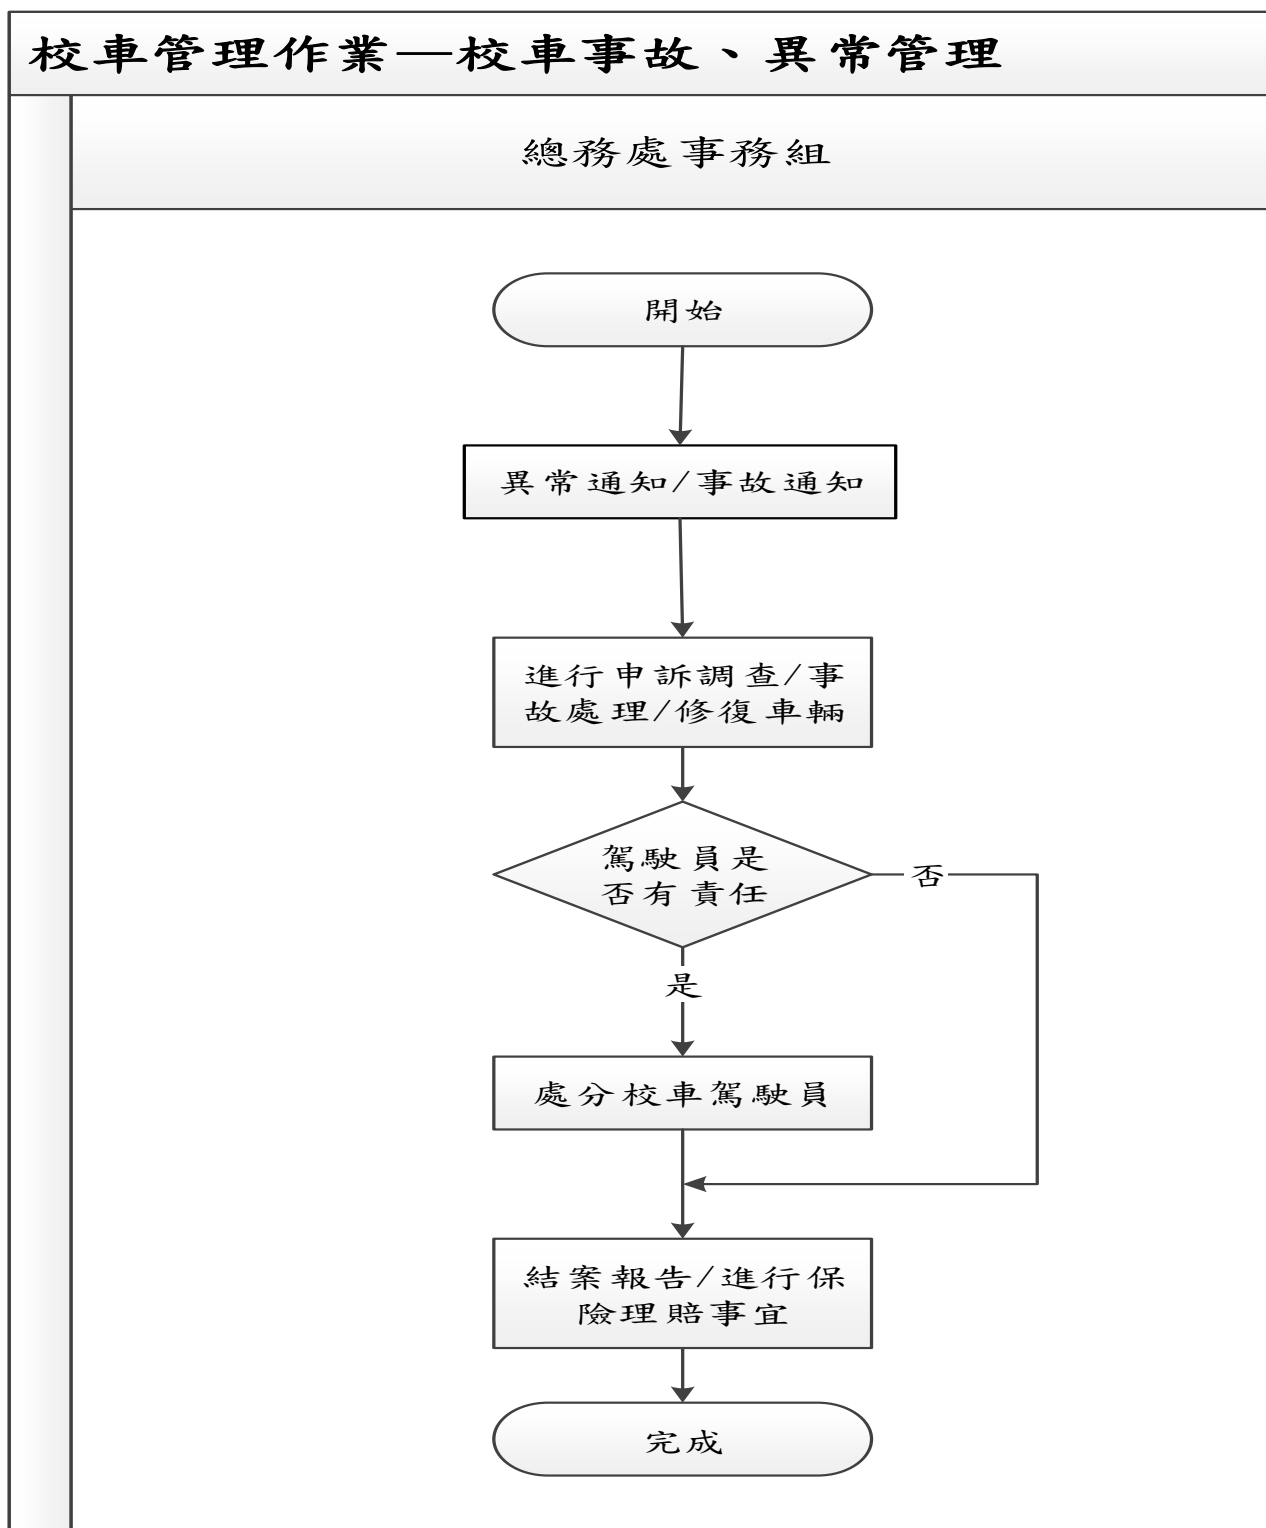 校車管理作業—校車事故、異常管理
總務處事務組
開始
異常通知/事故通知
進行申訴調查/事
故處理/修復車輛
駕駛員是
否有責任
否
是
處分校車駕駛員
結案報告/進行保
險理賠事宜
完成